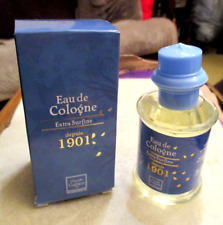 Eau de
Cologne
Extra Surfine
depuis
1901
Eau de
Cologne
Extra Surfine
depuis
1901